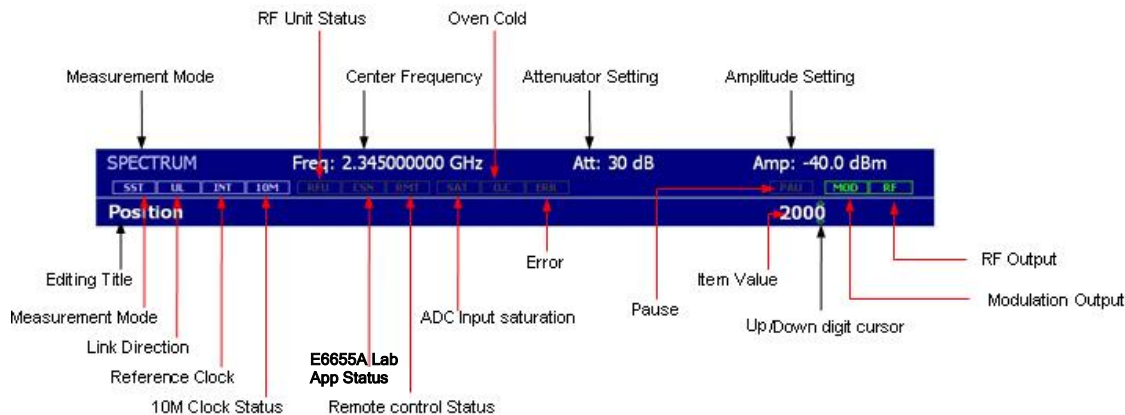 RF Unit Status Oven Cold
Measurement Mode Center Frequency Attenuator Setting Amplitude Setting
SPECTRUM Freq: 2.345000000 GHz Att: 30 dB Amp: -40.0 dBm
SST UL INT 10M RFU CSN RMT SAT O.C ERR PAU MOD RF
Position 2000
Editing Title Error Item Value RF Output
Measurement Mode ADC Input saturation Pause Up/Down digit cursor Modulation Output
Link Direction
Reference Clock E6655A Lab
App Status
10M Clock Status Remote control Status